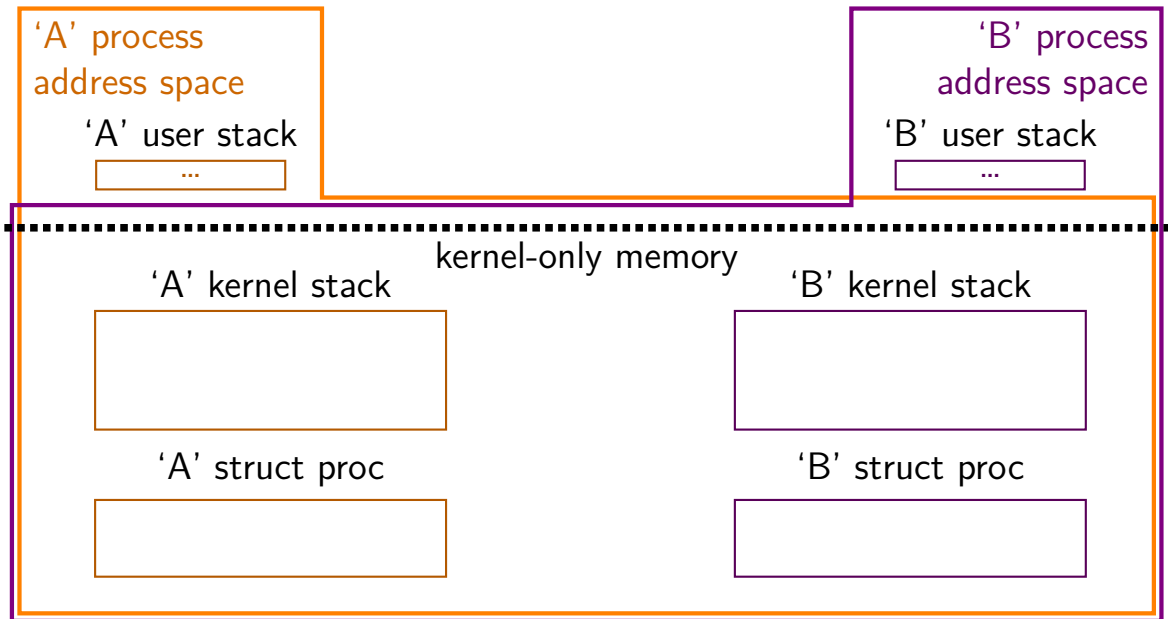 ‘A’ process
address space
‘A’ user stack
...
‘B’ process
address space
‘B’ user stack
...
kernel-only memory
‘A’ kernel stack
‘B’ kernel stack
‘A’ struct proc
‘B’ struct proc